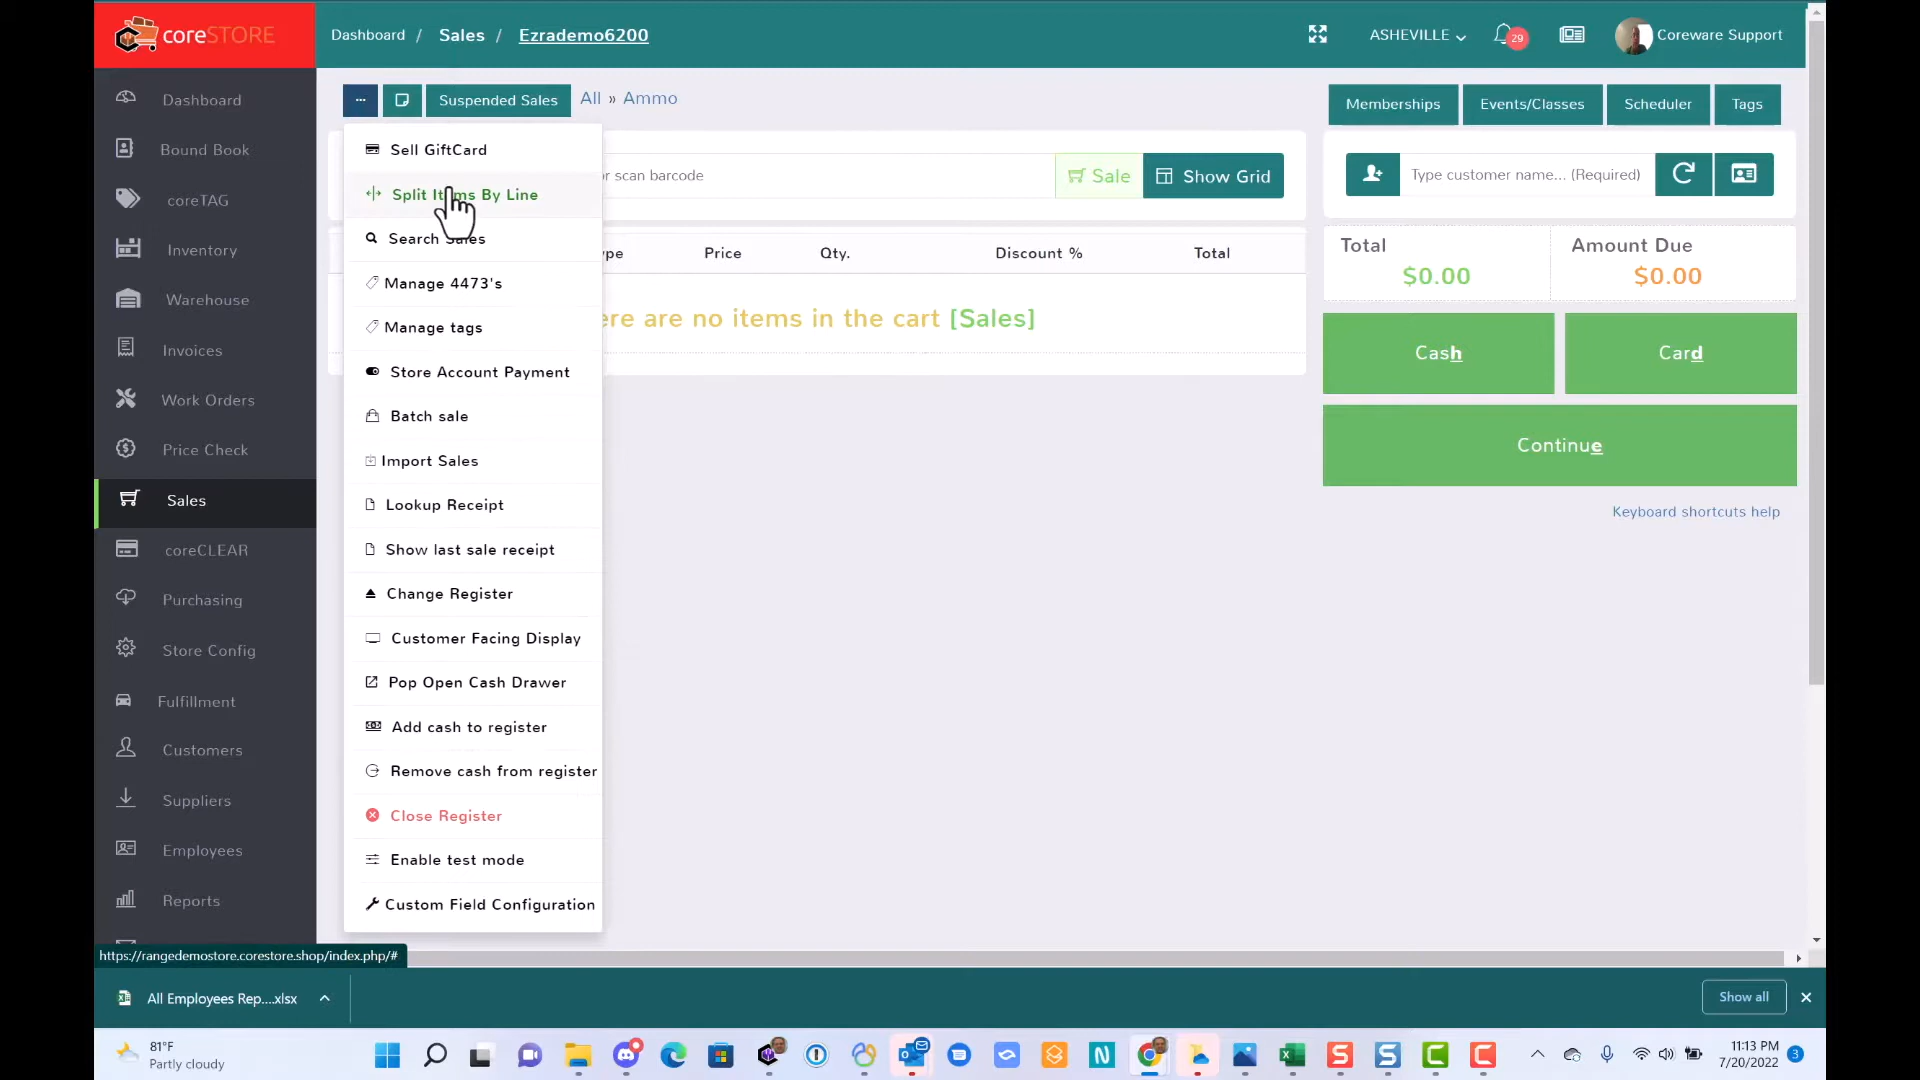 coreSTORE
Dashboard / Sales / Ezrademo6200
ASHEVILLE
29
Coreware Support
Dashboard
Bound Book
coreTAG
Inventory
Warehouse
Invoices
Work Orders
Price Check
Sales
coreCLEAR
Purchasing
Store Config
Fulfillment
Customers
Suppliers
Employees
Reports
...
Suspended Sales
All » Ammo
Memberships
Events/Classes
Scheduler
Tags
Sell GiftCard
Split Items By Line
Search Sales
Manage 4473's
Manage tags
Store Account Payment
Batch sale
Import Sales
Lookup Receipt
Show last sale receipt
Change Register
Customer Facing Display
Pop Open Cash Drawer
Add cash to register
Remove cash from register
Close Register
Enable test mode
Custom Field Configuration
or scan barcode
Sale
Show Grid
Type customer name... (Required)
Price
Qty.
Discount %
Total
are no items in the cart [Sales]
Total
$0.00
Amount Due
$0.00
Cash
Card
Continue
Keyboard shortcuts help
https://rangedemostore.corestore.shop/index.php/#
All Employees Rep....xlsx
Show all
81°F
Partly cloudy
11:13 PM
7/20/2022
3